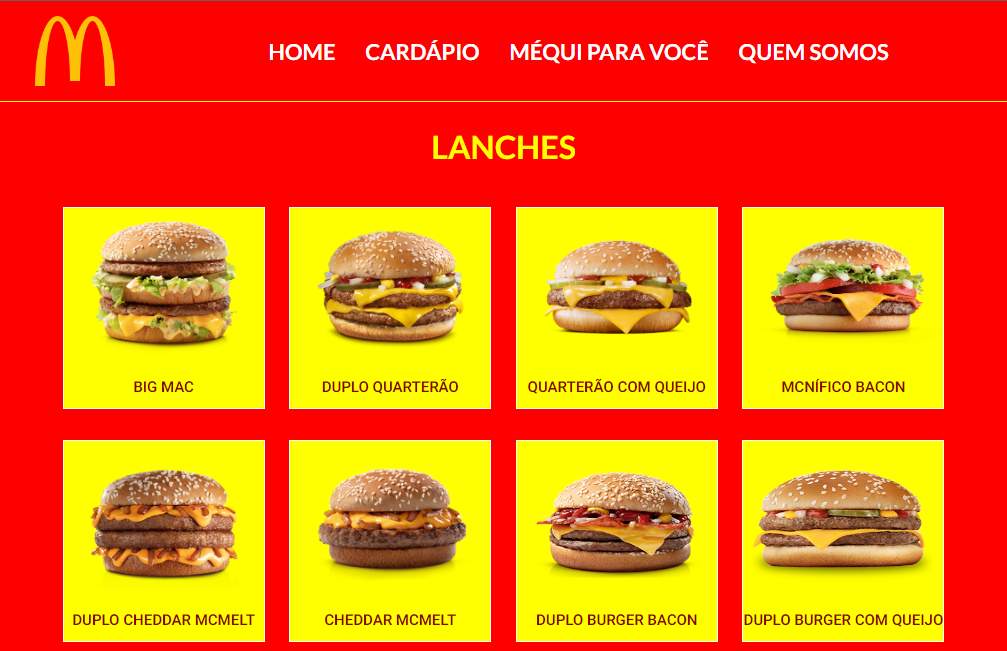 HOME CARDÁPIO MÉQUI PARA VOCÊ QUEM SOMOS
LANCHES
BIG MAC DUPLO QUARTERÃO QUARTERÃO COM QUEIJO MCNÍFICO BACON
DUPLO CHEDDAR MCMELT CHEDDAR MCMELT DUPLO BURGER BACON DUPLO BURGER COM QUEIJO